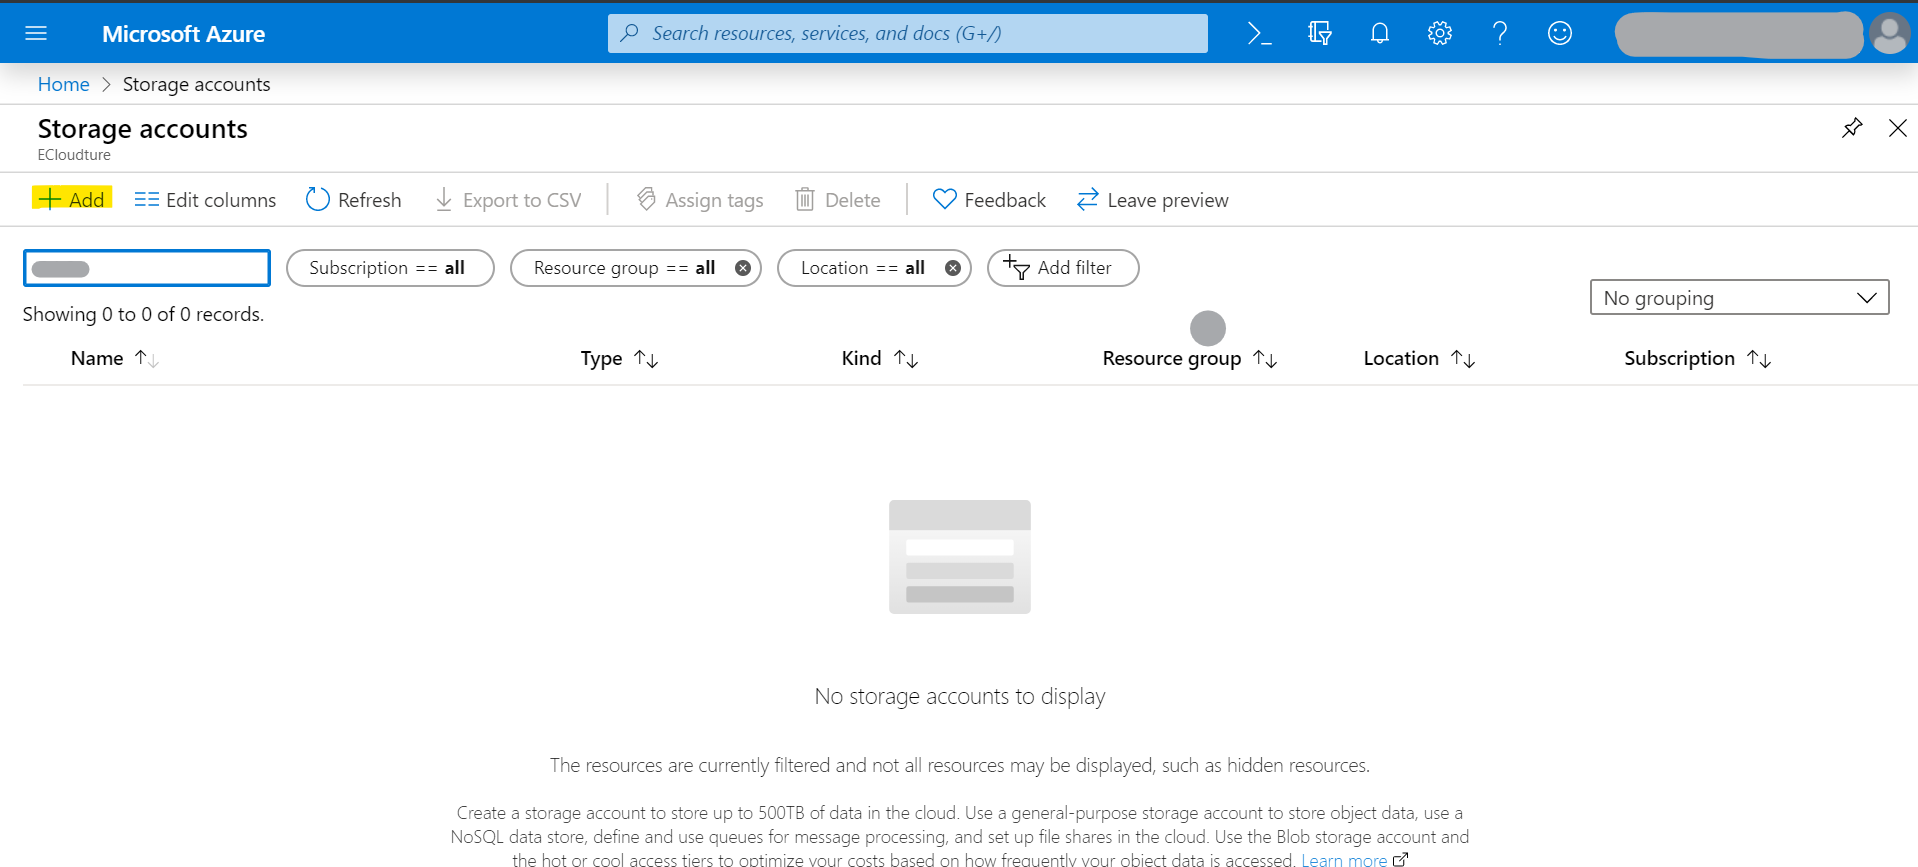 Microsoft Azure
Search resources, services, and docs (G+/)
Home > Storage accounts
Storage accounts
ECloudture
Add Edit columns Refresh Export to CSV Assign tags Delete Feedback Leave preview
Subscription == all Resource group == all Location == all Add filter
No grouping
Showing 0 to 0 of 0 records.
Name Type Kind Resource group Location Subscription
No storage accounts to display
The resources are currently filtered and not all resources may be displayed, such as hidden resources.
Create a storage account to store up to 500TB of data in the cloud. Use a general-purpose storage account to store object data, use a
NoSQL data store, define and use queues for message processing, and set up file shares in the cloud. Use the Blob storage account and
the hot or cool access tiers to optimize your costs based on how frequently your object data is accessed. Learn more